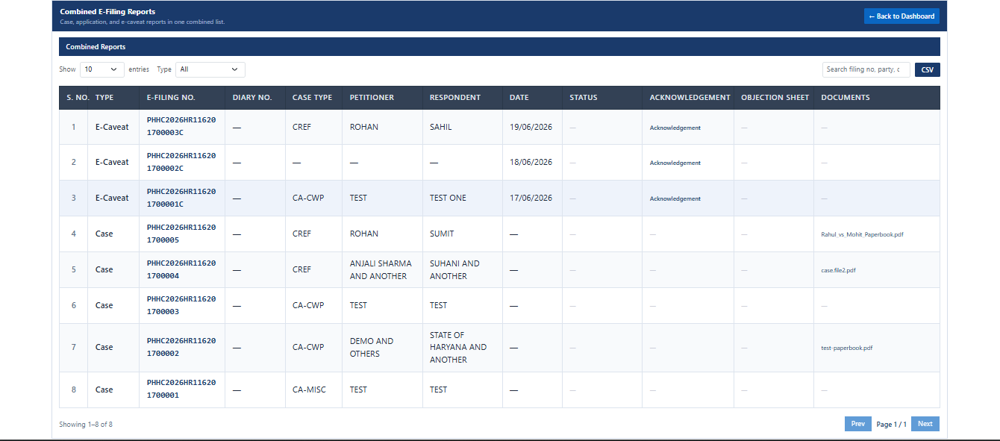 Combined E-Filing Reports
Case, application, and e-caveat reports in one combined list.
← Back to Dashboard
Combined Reports
Show 10 entries Type All
Search filing no, party, c
CSV
S. NO. TYPE E-FILING NO. DIARY NO. CASE TYPE PETITIONER RESPONDENT DATE STATUS ACKNOWLEDGEMENT OBJECTION SHEET DOCUMENTS
1 E-Caveat PHHC2026HR11620 — CREF ROHAN SAHIL 19/06/2026 — Acknowledgement — —
1700003C
2 E-Caveat PHHC2026HR11620 — — — — 18/06/2026 — Acknowledgement — —
1700002C
3 E-Caveat PHHC2026HR11620 — CA-CWP TEST TEST ONE 17/06/2026 — Acknowledgement — —
1700001C
4 Case PHHC2026HR11620 — CREF ROHAN SUMIT — — — — Rahul_vs_Mohit_Paperbook.pdf
1700005
5 Case PHHC2026HR11620 — CREF ANJALI SHARMA SUHANI AND — — — — case.file2.pdf
1700004 AND ANOTHER ANOTHER
6 Case PHHC2026HR11620 — CA-CWP TEST TEST — — — — —
1700003
7 Case PHHC2026HR11620 — CA-CWP DEMO AND STATE OF — — — — test-paperbook.pdf
1700002 OTHERS HARYANA AND
ANOTHER
8 Case PHHC2026HR11620 — CA-MISC TEST TEST — — — — —
1700001
Showing 1–8 of 8
Prev Page 1 / 1 Next